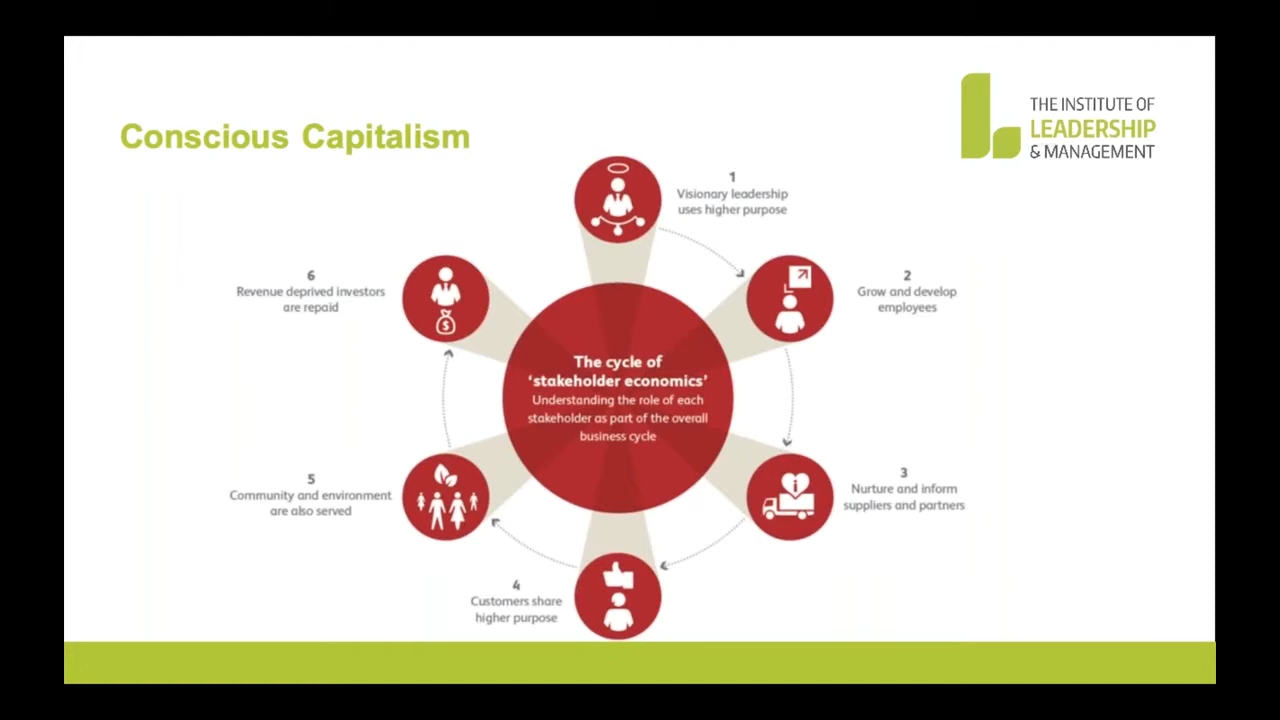 Conscious Capitalism
THE INSTITUTE OF
LEADERSHIP
& MANAGEMENT
1
Visionary leadership
uses higher purpose
2
Grow and develop
employees
3
Nurture and inform
suppliers and partners
4
Customers share
higher purpose
5
Community and environment
are also served
6
Revenue deprived investors
are repaid
The cycle of
‘stakeholder economics’
Understanding the role of each
stakeholder as part of the overall
business cycle
i
$